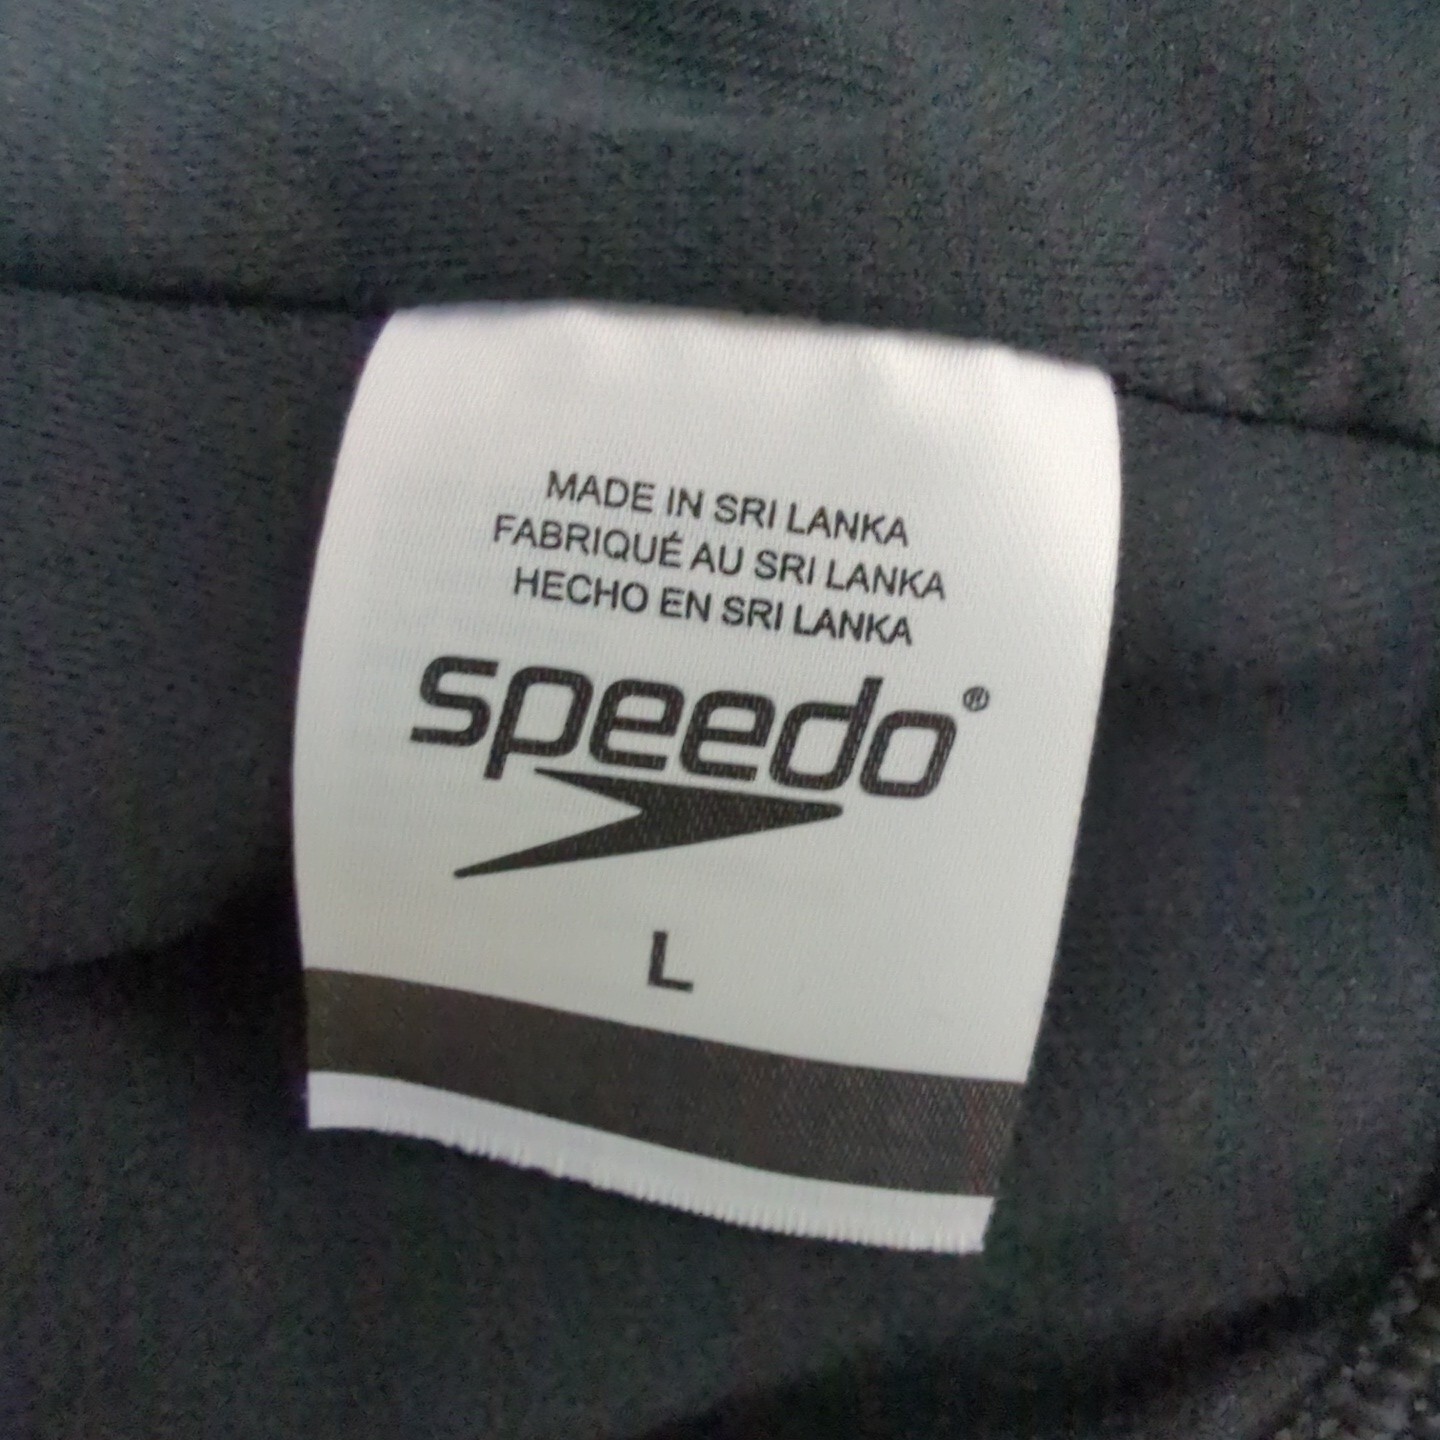 MADE IN SRI LANKA
FABRIQUÉ AU SRI LANKA
HECHO EN SRI LANKA
speedo®
L